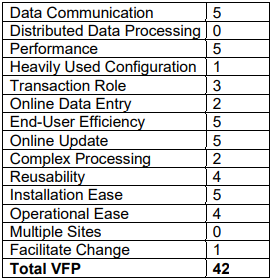 Data Communication 5
Distributed Data Processing 0
Performance 5
Heavily Used Configuration 1
Transaction Role 3
Online Data Entry 2
End-User Efficiency 5
Online Update 5
Complex Processing 2
Reusability 4
Installation Ease 5
Operational Ease 4
Multiple Sites 0
Facilitate Change 1
Total VFP 42